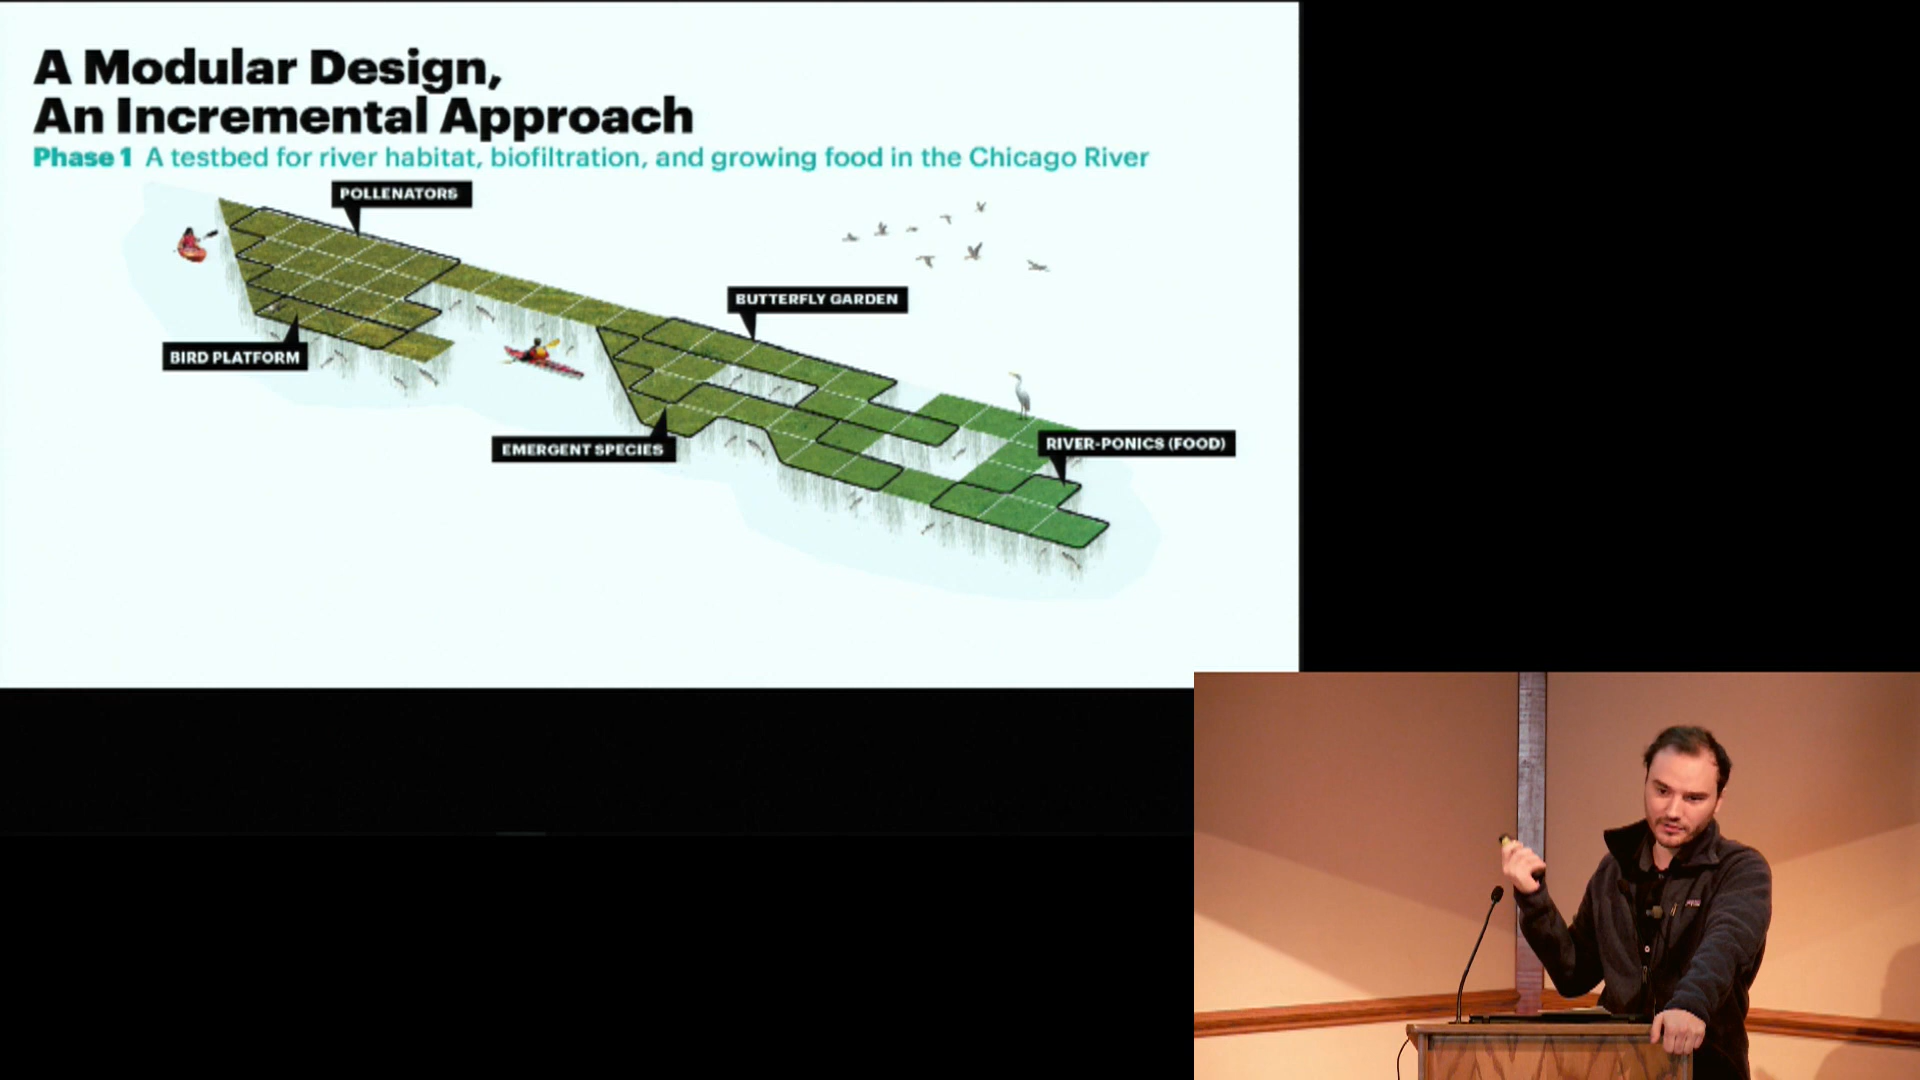 A Modular Design,
An Incremental Approach
Phase 1 A testbed for river habitat, biofiltration, and growing food in the Chicago River
POLLENATORS
BUTTERFLY GARDEN
BIRD PLATFORM
EMERGENT SPECIES
RIVER-PONICS (FOOD)